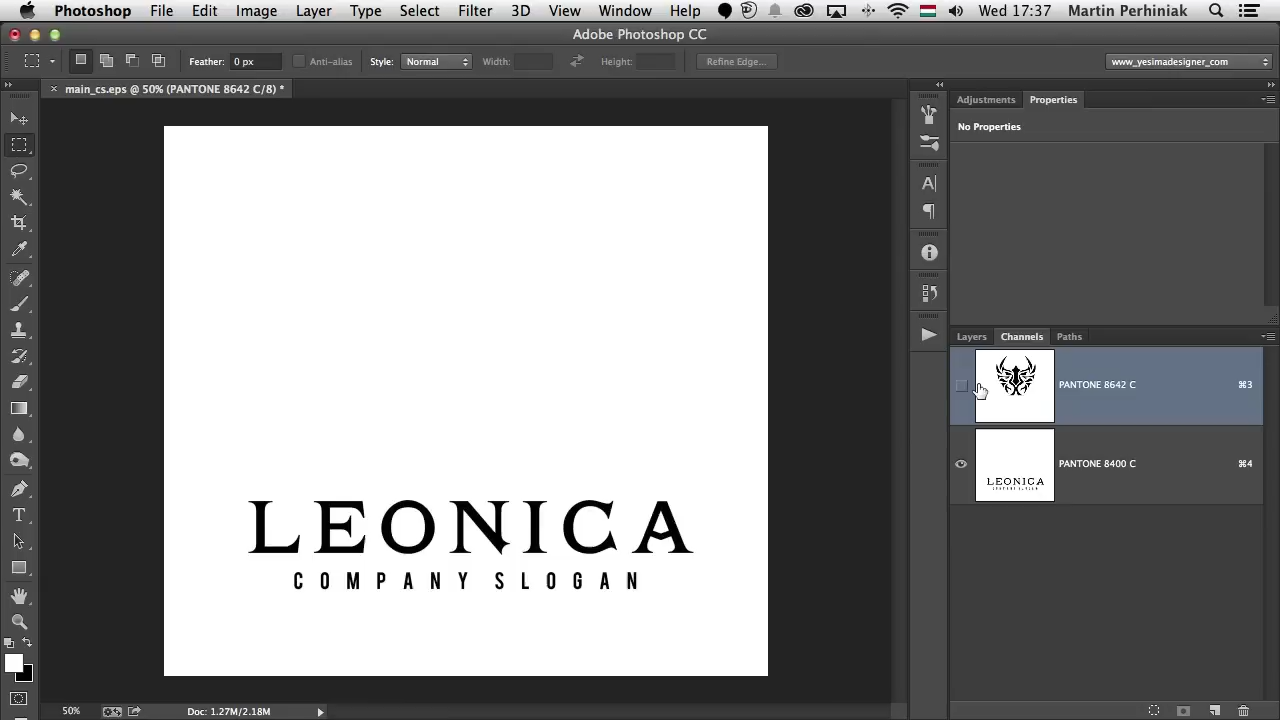 Photoshop File Edit Image Layer Type Select Filter 3D View Window Help Wed 17:37 Martin Perhiniak
Adobe Photoshop CC
Feather: 0 px Anti-alias Style: Normal Width: Height: Refine Edge... www_yesimadesigner_com
× main_cs.eps @ 50% (PANTONE 8642 C/8) *
Adjustments Properties
No Properties
Layers Channels Paths
PANTONE 8642 C ⌘3
PANTONE 8400 C ⌘4
LEONICA
LEONICA
COMPANY SLOGAN
50% Doc: 1.27M/2.18M